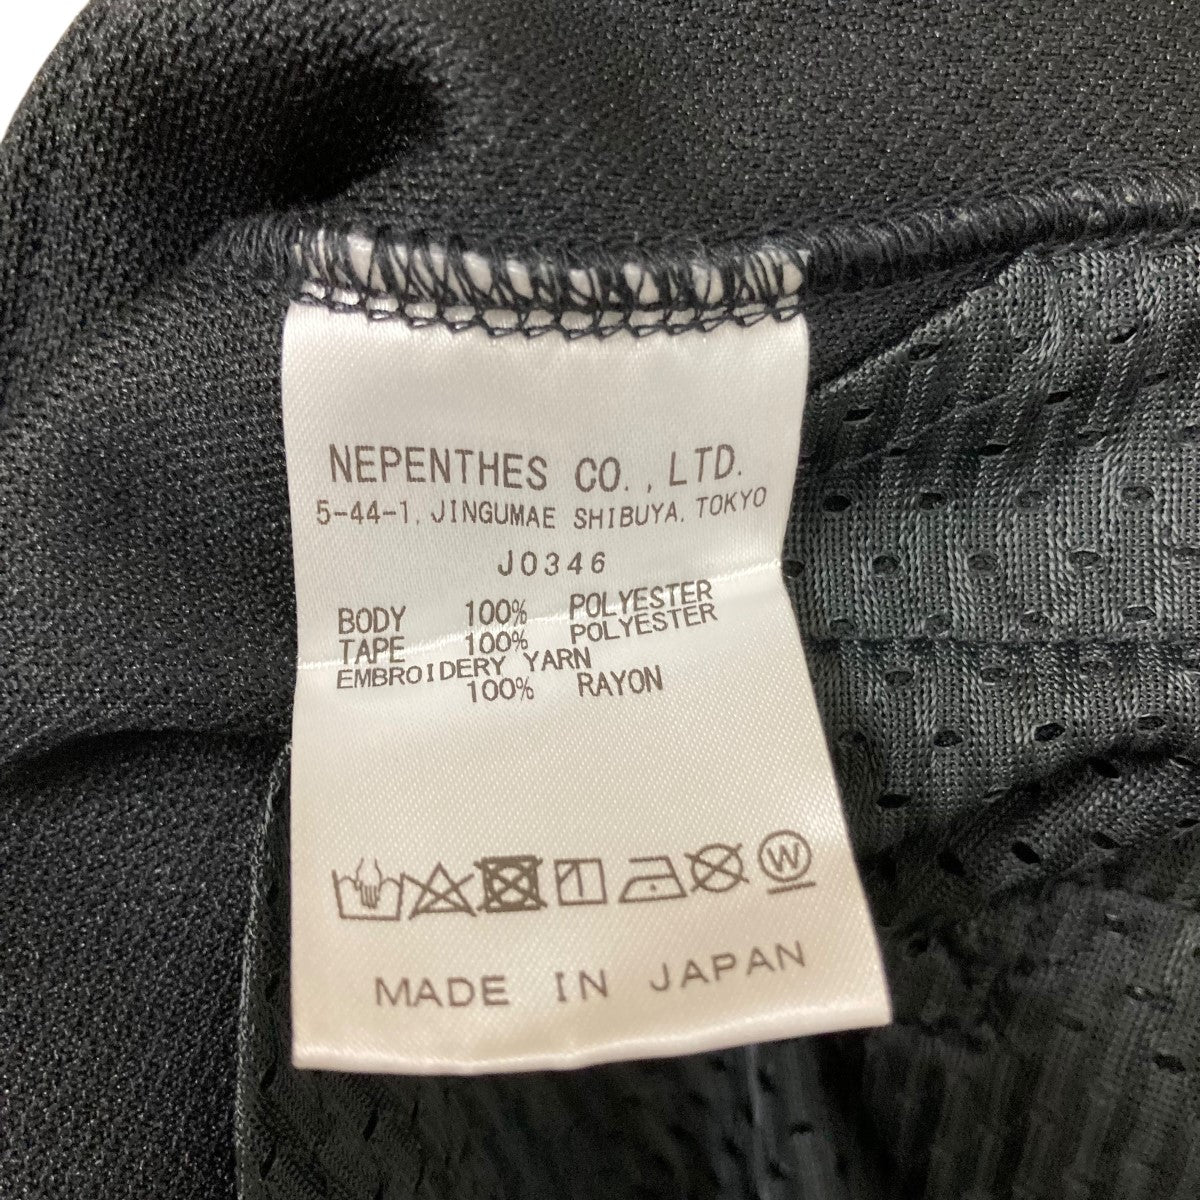 NEPENTHES CO., LTD.
5-44-1, JINGUMAE SHIBUYA, TOKYO
J0346
BODY 100% POLYESTER
TAPE 100% POLYESTER
EMBROIDERY YARN
100% RAYON
W
MADE IN JAPAN